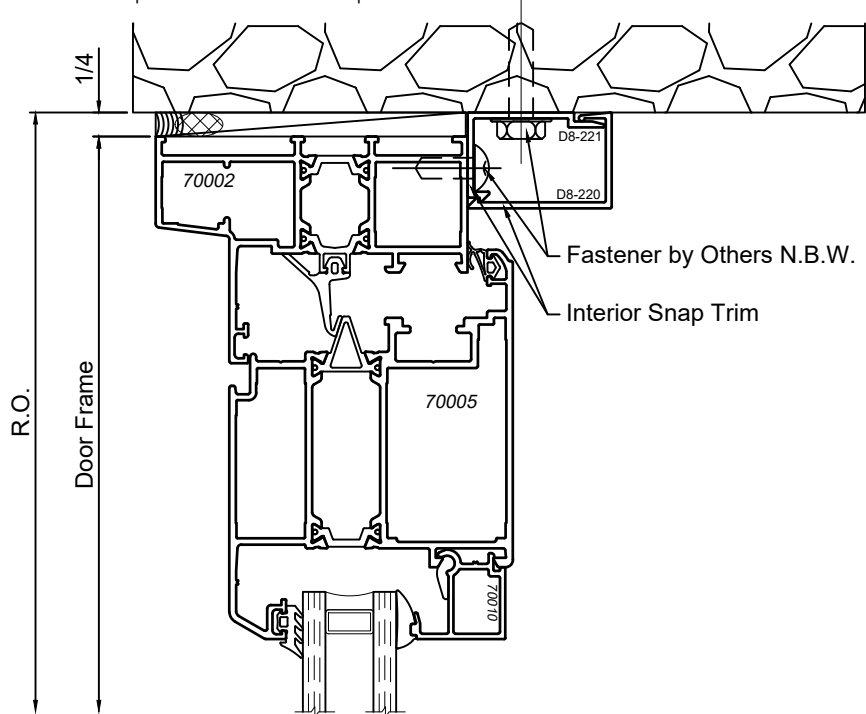 1/4
D8-221
70002
D8-220
Fastener by Others N.B.W.
Interior Snap Trim
R.O.
Door Frame
70005
70010